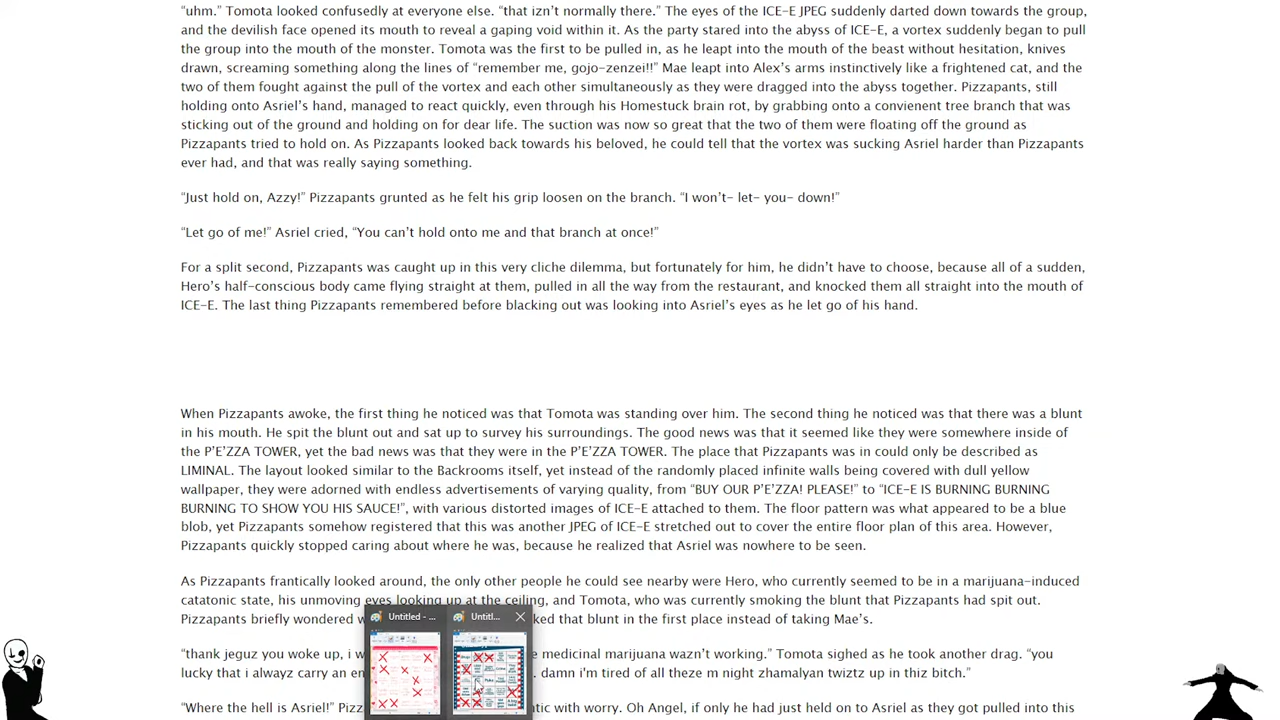 “uhm.” Tomota looked confusedly at everyone else. “that izn’t normally there.” The eyes of the ICE-E JPEG suddenly darted down towards the group,
and the devilish face opened its mouth to reveal a gaping void within it. As the party stared into the abyss of ICE-E, a vortex suddenly began to pull
the group into the mouth of the monster. Tomota was the first to be pulled in, as he leapt into the mouth of the beast without hesitation, knives
drawn, screaming something along the lines of “remember me, gojo-zenzei!!” Mae leapt into Alex’s arms instinctively like a frightened cat, and the
two of them fought against the pull of the vortex and each other simultaneously as they were dragged into the abyss together. Pizzapants, still
holding onto Asriel’s hand, managed to react quickly, even through his Homestuck brain rot, by grabbing onto a convienent tree branch that was
sticking out of the ground and holding on for dear life. The suction was now so great that the two of them were floating off the ground as
Pizzapants tried to hold on. As Pizzapants looked back towards his beloved, he could tell that the vortex was sucking Asriel harder than Pizzapants
ever had, and that was really saying something.
“Just hold on, Azzy!” Pizzapants grunted as he felt his grip loosen on the branch. “I won’t– let– you– down!”
“Let go of me!” Asriel cried, “You can’t hold onto me and that branch at once!”
For a split second, Pizzapants was caught up in this very cliche dilemma, but fortunately for him, he didn’t have to choose, because all of a sudden,
Hero’s half-conscious body came flying straight at them, pulled in all the way from the restaurant, and knocked them all straight into the mouth of
ICE-E. The last thing Pizzapants remembered before blacking out was looking into Asriel’s eyes as he let go of his hand.
When Pizzapants awoke, the first thing he noticed was that Tomota was standing over him. The second thing he noticed was that there was a blunt
in his mouth. He spit the blunt out and sat up to survey his surroundings. The good news was that it seemed like they were somewhere inside of
the P’E’ZZA TOWER, yet the bad news was that they were in the P’E’ZZA TOWER. The place that Pizzapants was in could only be described as
LIMINAL. The layout looked similar to the Backrooms itself, yet instead of the randomly placed infinite walls being covered with dull yellow
wallpaper, they were adorned with endless advertisements of varying quality, from “BUY OUR P’E’ZZA! PLEASE!” to “ICE-E IS BURNING BURNING
BURNING TO SHOW YOU HIS SAUCE!”, with various distorted images of ICE-E attached to them. The floor pattern was what appeared to be a blue
blob, yet Pizzapants somehow registered that this was another JPEG of ICE-E stretched out to cover the entire floor plan of this area. However,
Pizzapants quickly stopped caring about where he was, because he realized that Asriel was nowhere to be seen.
As Pizzapants frantically looked around, the only other people he could see nearby were Hero, who currently seemed to be in a marijuana-induced
catatonic state, his unmoving eyes looking up at the ceiling, and Tomota, who was currently smoking the blunt that Pizzapants had spit out.
Pizzapants briefly wondered ked that blunt in the first place instead of taking Mae’s.
Untitled - ... Untitl...
“thank jeguz you woke up, i w e medicinal marijuana wazn’t working.” Tomota sighed as he took another drag. “you
lucky that i alwayz carry an en . damn i'm tired of all theze m night zhamalyan twiztz up in thiz bitch.”
“Where the hell is Asriel!” Pizz ntic with worry. Oh Angel, if only he had just held on to Asriel as they got pulled into this